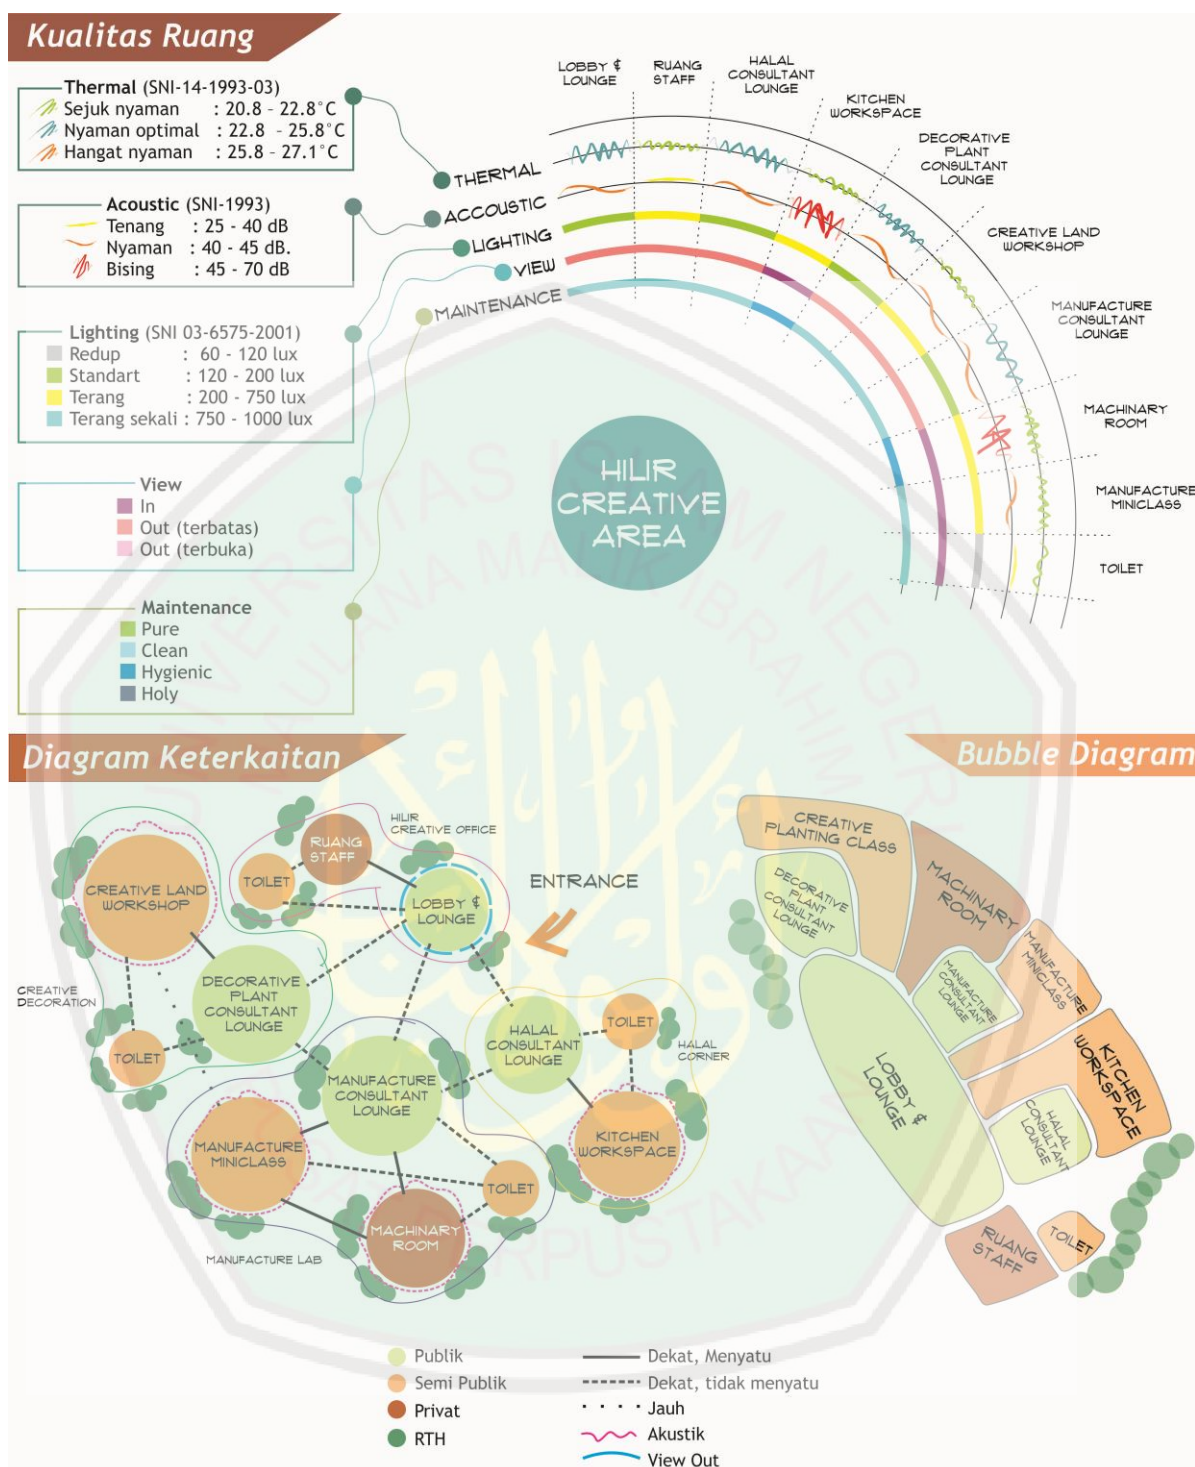 Kualitas Ruang
Thermal (SNI-14-1993-03)
Sejuk nyaman : 20.8 - 22.8°C
Nyaman optimal : 22.8 - 25.8°C
Hangat nyaman : 25.8 - 27.1°C
Acoustic (SNI-1993)
Tenang : 25 - 40 dB
Nyaman : 40 - 45 dB.
Bising : 45 - 70 dB
Lighting (SNI 03-6575-2001)
Redup : 60 - 120 lux
Standart : 120 - 200 lux
Terang : 200 - 750 lux
Terang sekali : 750 - 1000 lux
View
In
Out (terbatas)
Out (terbuka)
Maintenance
Pure
Clean
Hygienic
Holy
THERMAL
ACCOUSTIC
LIGHTING
VIEW
MAINTENANCE
LOBBY &
LOUNGE
RUANG
STAFF
HALAL
CONSULTANT
LOUNGE
KITCHEN
WORKSPACE
DECORATIVE
PLANT
CONSULTANT
LOUNGE
CREATIVE LAND
WORKSHOP
MANUFACTURE
CONSULTANT
LOUNGE
MACHINARY
ROOM
MANUFACTURE
MINICLASS
TOILET
HILIR
CREATIVE
AREA
UNIVERSITAS ISLAM NEGERI
MAULANA MALIK IBRAHIM
PERPUSTAKAAN
Diagram Keterkaitan
CREATIVE LAND
WORKSHOP
TOILET
RUANG
STAFF
HILIR
CREATIVE OFFICE
LOBBY &
LOUNGE
ENTRANCE
CREATIVE
DECORATION
DECORATIVE
PLANT
CONSULTANT
LOUNGE
TOILET
HALAL
CONSULTANT
LOUNGE
TOILET
HALAL
CORNER
MANUFACTURE
CONSULTANT
LOUNGE
MANUFACTURE
MINICLASS
KITCHEN
WORKSPACE
TOILET
MACHINARY
ROOM
MANUFACTURE LAB
Bubble Diagram
CREATIVE
PLANTING CLASS
DECORATIVE
PLANT
CONSULTANT
LOUNGE
MACHINARY
ROOM
MANUFACTURE
MINICLASS
MANUFACTURE
CONSULTANT
LOUNGE
LOBBY &
LOUNGE
KITCHEN
WORKSPACE
HALAL
CONSULTANT
LOUNGE
RUANG
STAFF
TOILET
Publik
Semi Publik
Privat
RTH
Dekat, Menyatu
Dekat, tidak menyatu
Jauh
Akustik
View Out